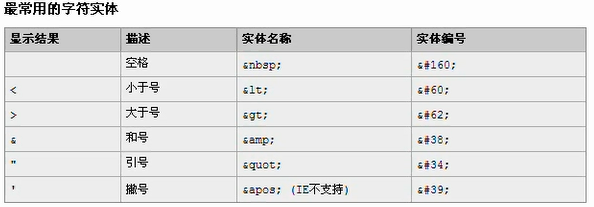 最常用的字符实体
显示结果 描述 实体名称 实体编号
空格 &nbsp; &#160;
< 小于号 &lt; &#60;
> 大于号 &gt; &#62;
& 和号 &amp; &#38;
" 引号 &quot; &#34;
' 撇号 &apos; (IE不支持) &#39;